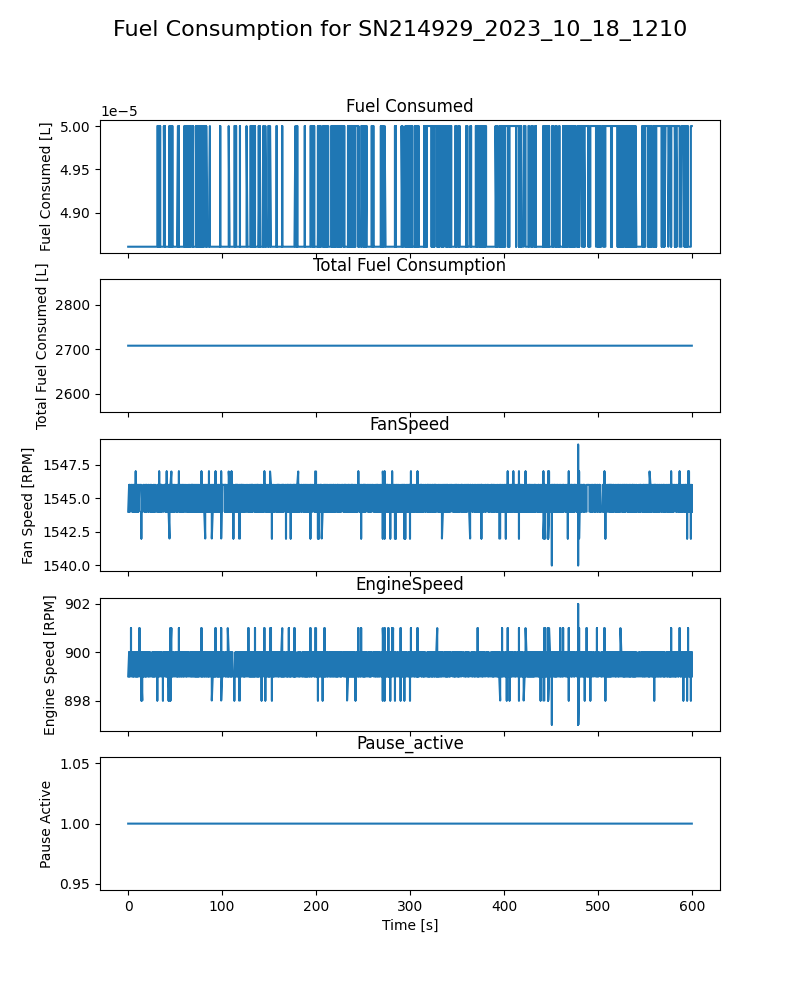 Fuel Consumption for SN214929_2023_10_18_1210
Fuel Consumed
1e−5
5.00
4.95
4.90
Fuel Consumed [L]
Total Fuel Consumption
2800
2700
2600
Total Fuel Consumed [L]
FanSpeed
1547.5
1545.0
1542.5
1540.0
Fan Speed [RPM]
EngineSpeed
902
900
898
Engine Speed [RPM]
Pause_active
1.05
1.00
0.95
Pause Active
0 100 200 300 400 500 600
Time [s]